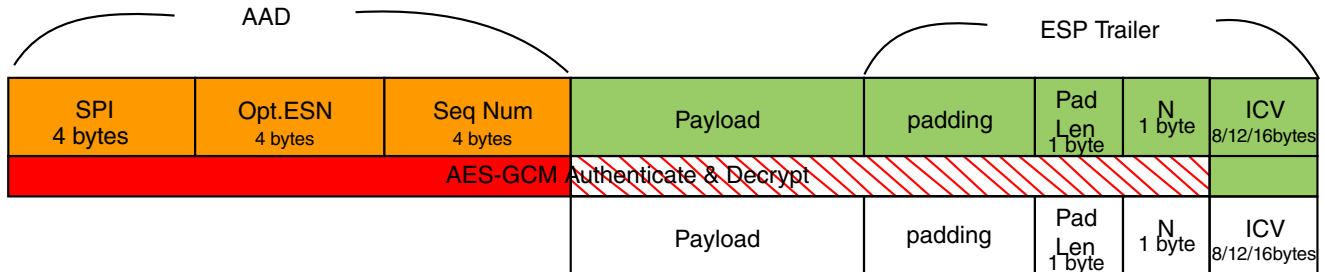 AAD
ESP Trailer
SPI
4 bytes
Opt.ESN
4 bytes
Seq Num
4 bytes
Payload
padding
Pad
Len
1 byte
N
1 byte
ICV
8/12/16bytes
AES-GCM Authenticate & Decrypt
Payload
padding
Pad
Len
1 byte
N
1 byte
ICV
8/12/16bytes